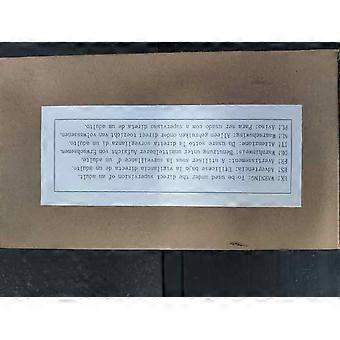 UK! WARNING: To be used under the direct supervision of an adult.
ES! Advertencia: Utilícese bajo la vigilancia directa de un adulto.
FR! Avertissement: A utiliser sous la surveillance d' un adulte.
DE! Warnhinweis: Benutzung unter unmittelbarer Aufsicht von Erwachsenen.
IT! Attenzione: Da usare sotto la diretta sorveglianza di un adulto.
NL! Waarschuwing: Alleen gebruiken onder direct toezicht van volwassenen.
PL! Aviso: Para ser usado com a supervisão direta de um adulto.